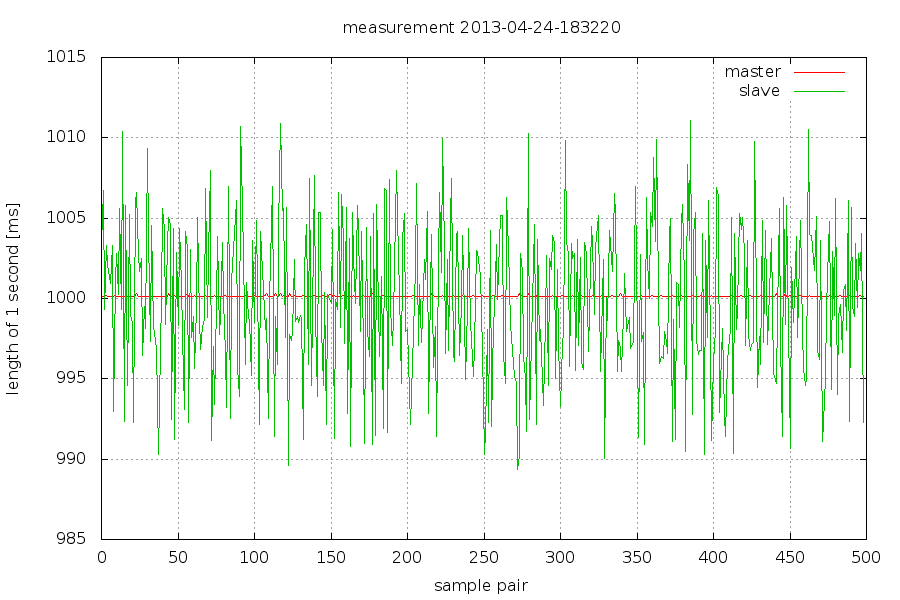 measurement 2013-04-24-183220
1015
1010
1005
1000
995
990
985
length of 1 second [ms]
master
slave
0 50 100 150 200 250 300 350 400 450 500
sample pair